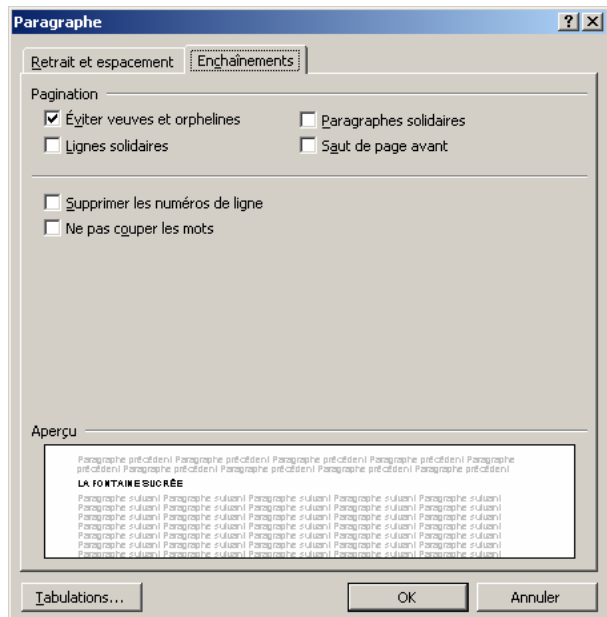 Paragraphe
Retrait et espacement
Enchaînements
Pagination
Éviter veuves et orphelines
Paragraphes solidaires
Lignes solidaires
Saut de page avant
Supprimer les numéros de ligne
Ne pas couper les mots
Aperçu
Paragraphe précédent Paragraphe précédent Paragraphe précédent Paragraphe précédent Paragraphe
précédent Paragraphe précédent Paragraphe précédent Paragraphe précédent Paragraphe précédent
LA FONTAINE SUCRÉE
Paragraphe suivant Paragraphe suivant Paragraphe suivant Paragraphe suivant Paragraphe suivant
Paragraphe suivant Paragraphe suivant Paragraphe suivant Paragraphe suivant Paragraphe suivant
Paragraphe suivant Paragraphe suivant Paragraphe suivant Paragraphe suivant Paragraphe suivant
Paragraphe suivant Paragraphe suivant Paragraphe suivant Paragraphe suivant Paragraphe suivant
Paragraphe suivant Paragraphe suivant Paragraphe suivant Paragraphe suivant Paragraphe suivant
Paragraphe suivant Paragraphe suivant Paragraphe suivant Paragraphe suivant Paragraphe suivant
Tabulations...
OK
Annuler